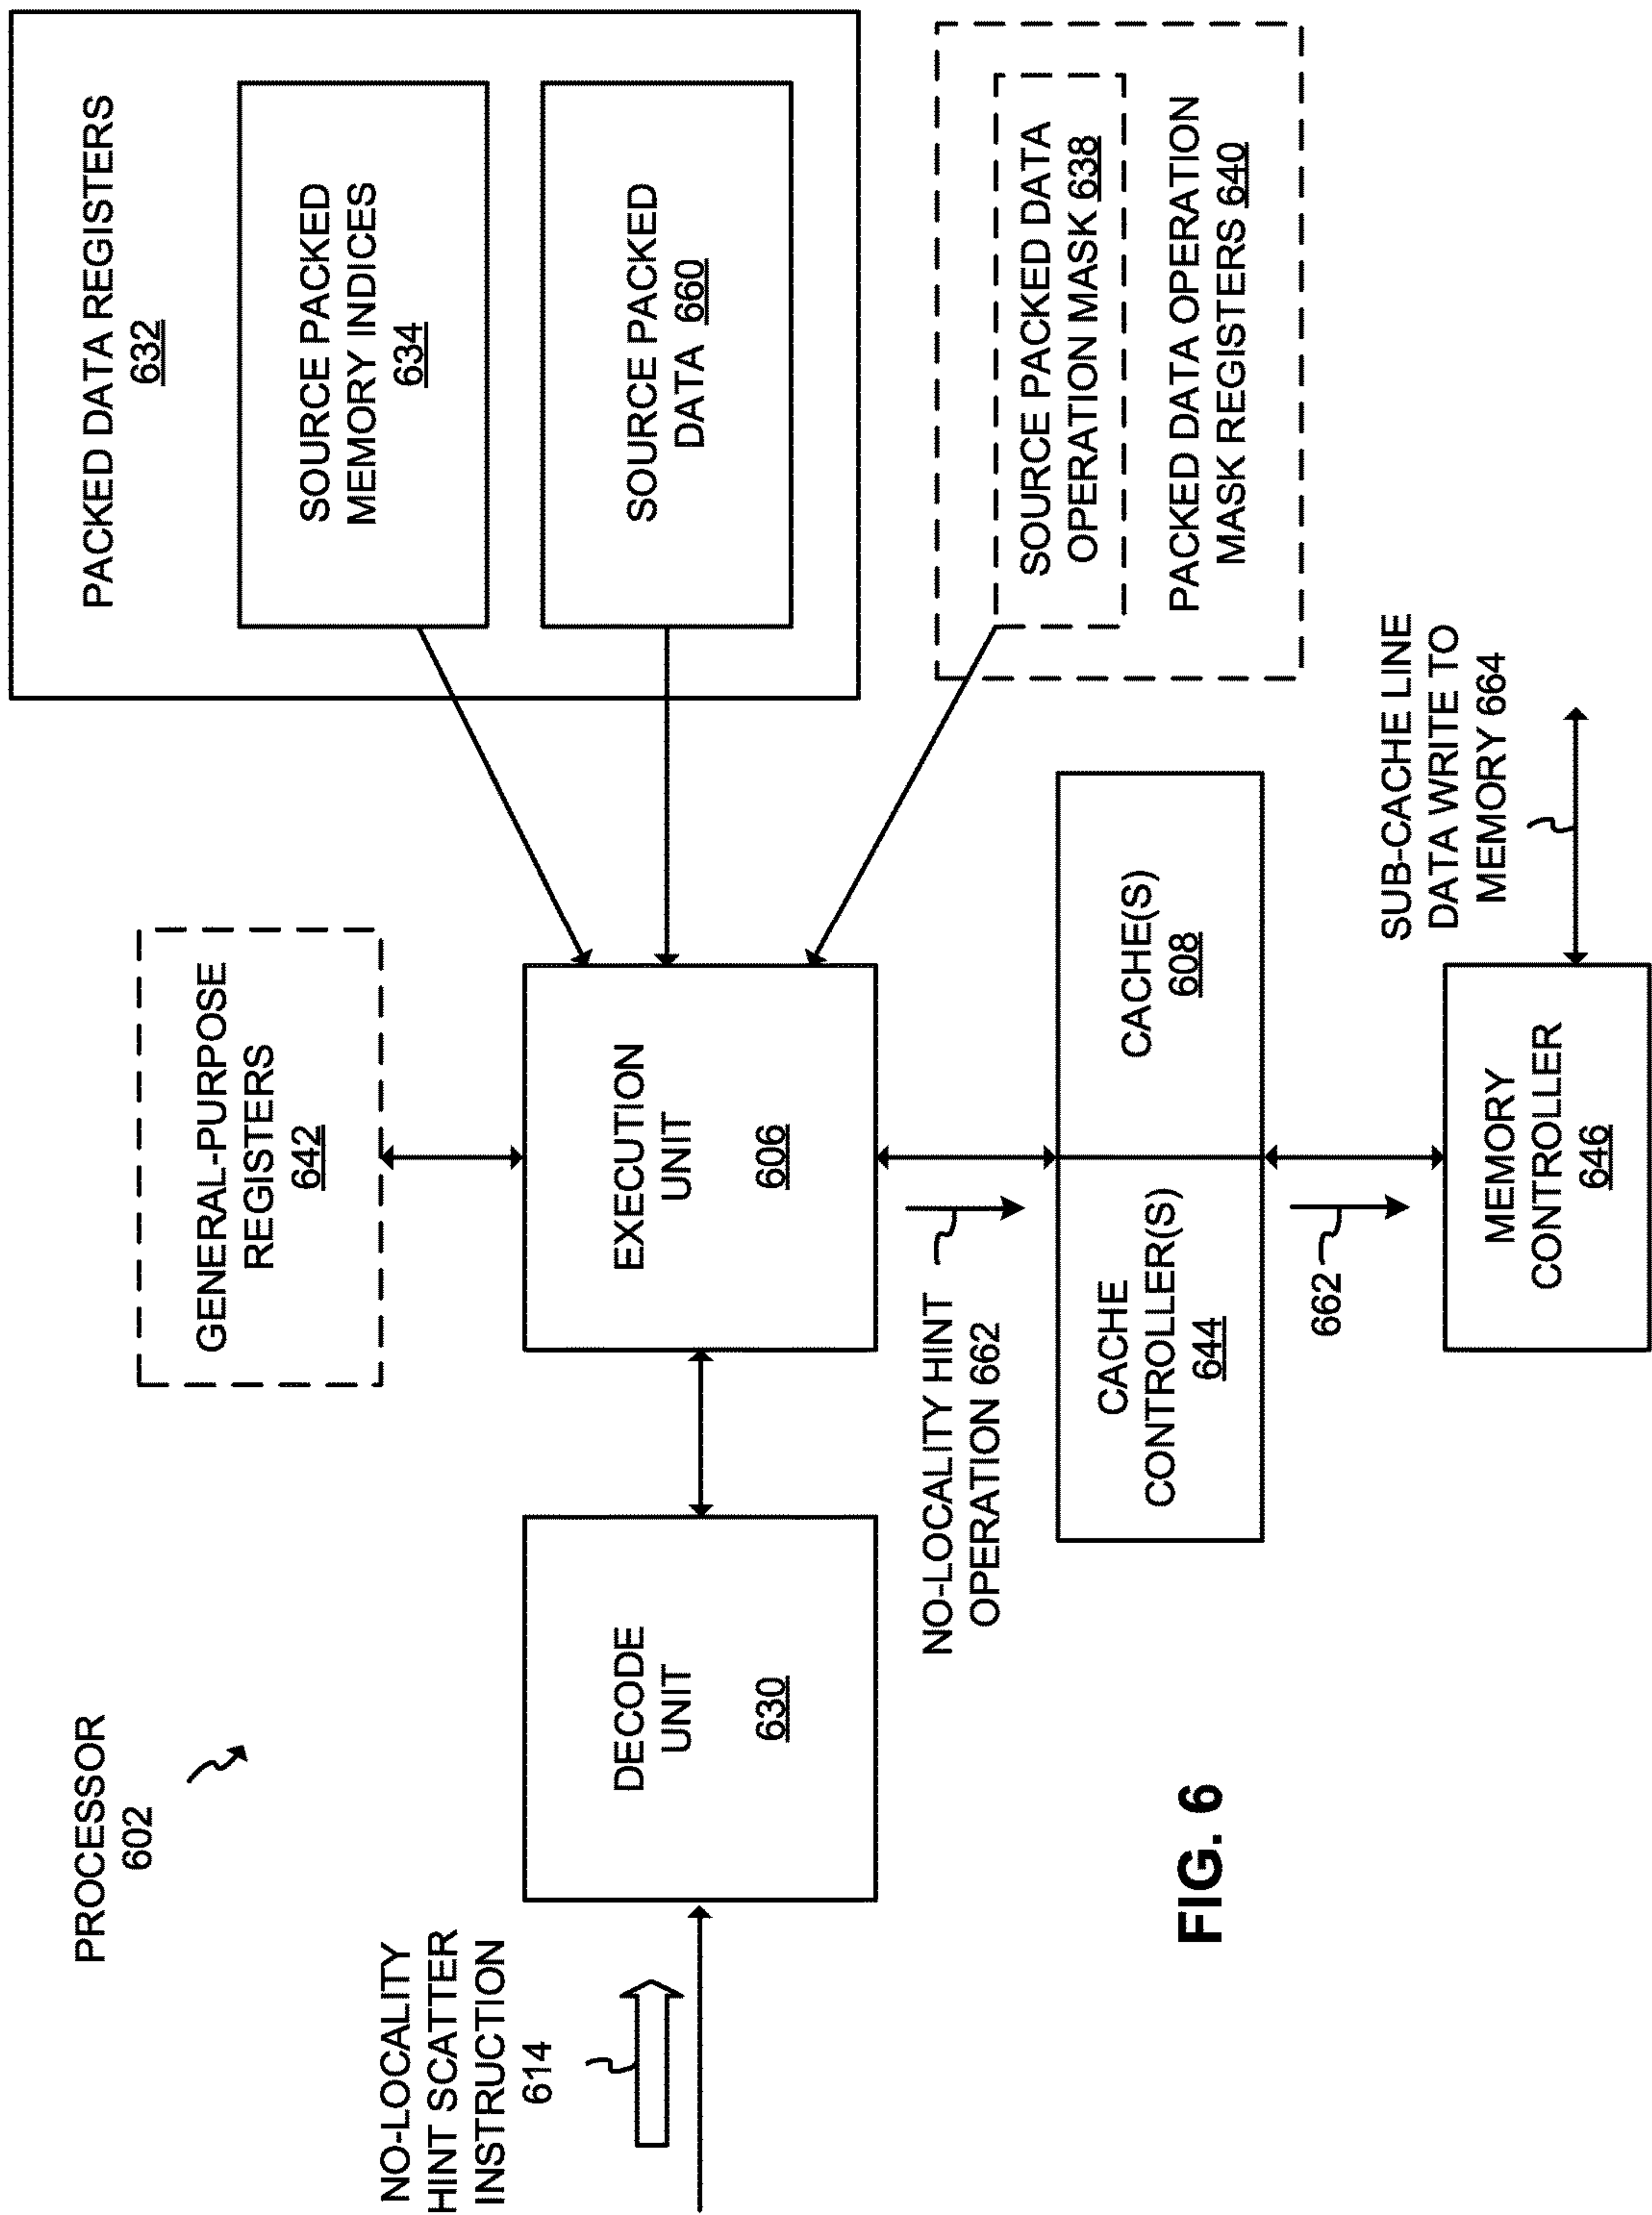 PROCESSOR
602
NO-LOCALITY
HINT SCATTER
INSTRUCTION
614
DECODE
UNIT
630
GENERAL-PURPOSE
REGISTERS
642
EXECUTION
UNIT
606
PACKED DATA REGISTERS
632
SOURCE PACKED
MEMORY INDICES
634
SOURCE PACKED
DATA 660
SOURCE PACKED DATA
OPERATION MASK 638
PACKED DATA OPERATION
MASK REGISTERS 640
NO-LOCALITY HINT
OPERATION 662
CACHE
CONTROLLER(S)
644
CACHE(S)
608
662
MEMORY
CONTROLLER
646
SUB-CACHE LINE
DATA WRITE TO
MEMORY 664
FIG. 6